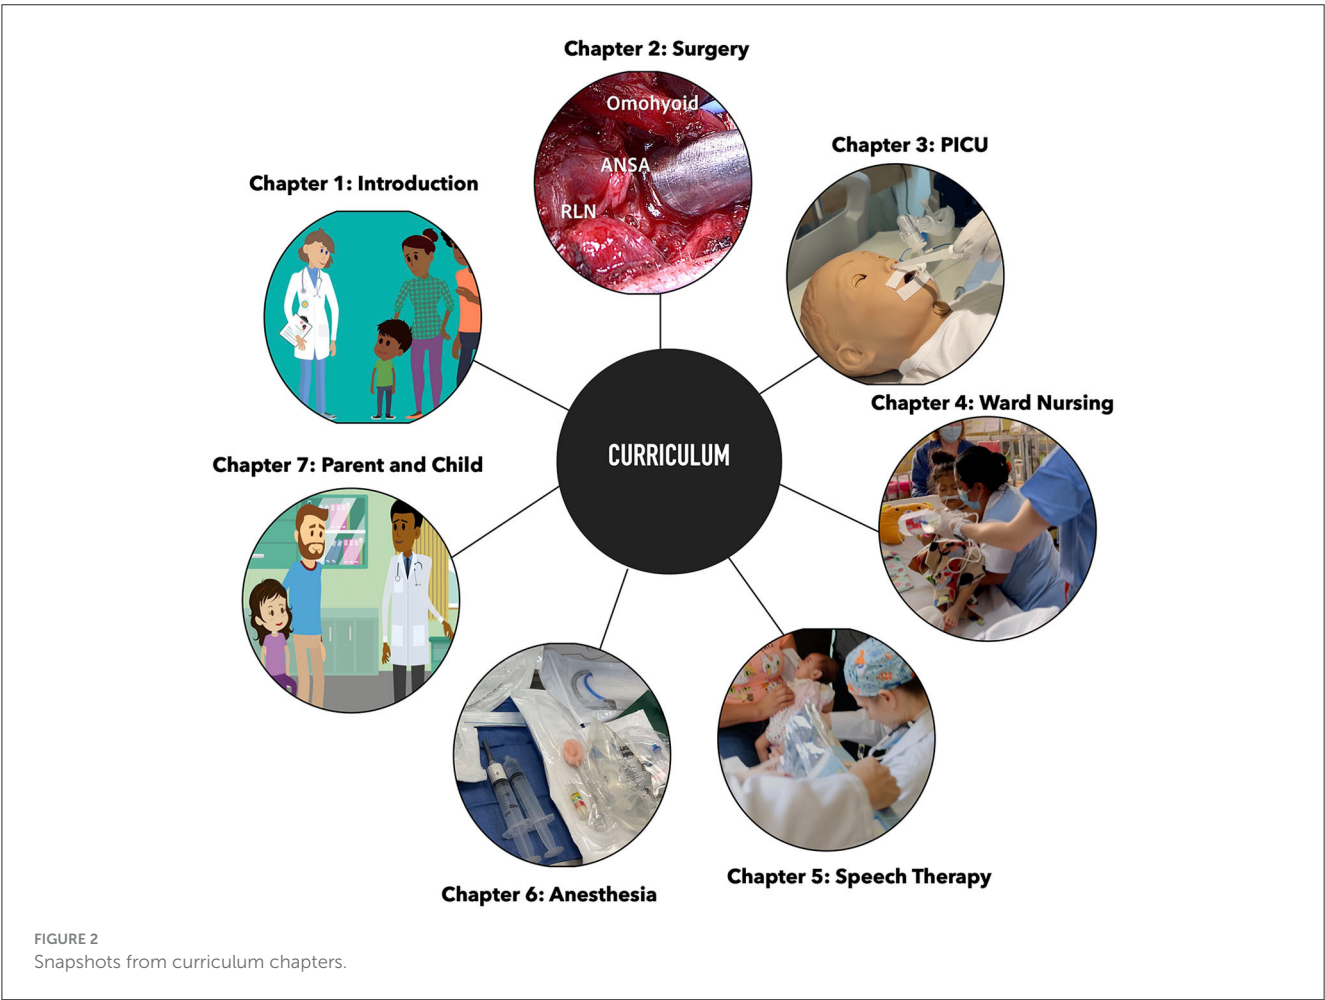 Chapter 2: Surgery
Omohyoid
ANSA
RLN
Chapter 3: PICU
Chapter 1: Introduction
Chapter 4: Ward Nursing
CURRICULUM
Chapter 7: Parent and Child
Chapter 5: Speech Therapy
Chapter 6: Anesthesia
FIGURE 2
Snapshots from curriculum chapters.